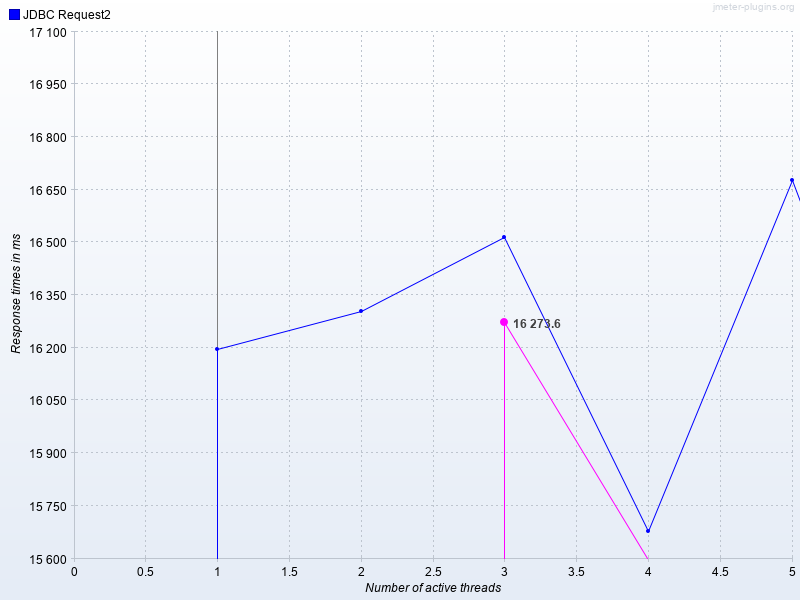 jmeter-plugins.org
JDBC Request2
17 100
16 950
16 800
16 650
16 500
16 350
16 200
16 050
15 900
15 750
15 600
Response times in ms
16 273.6
0 0.5 1 1.5 2 2.5 3 3.5 4 4.5 5
Number of active threads